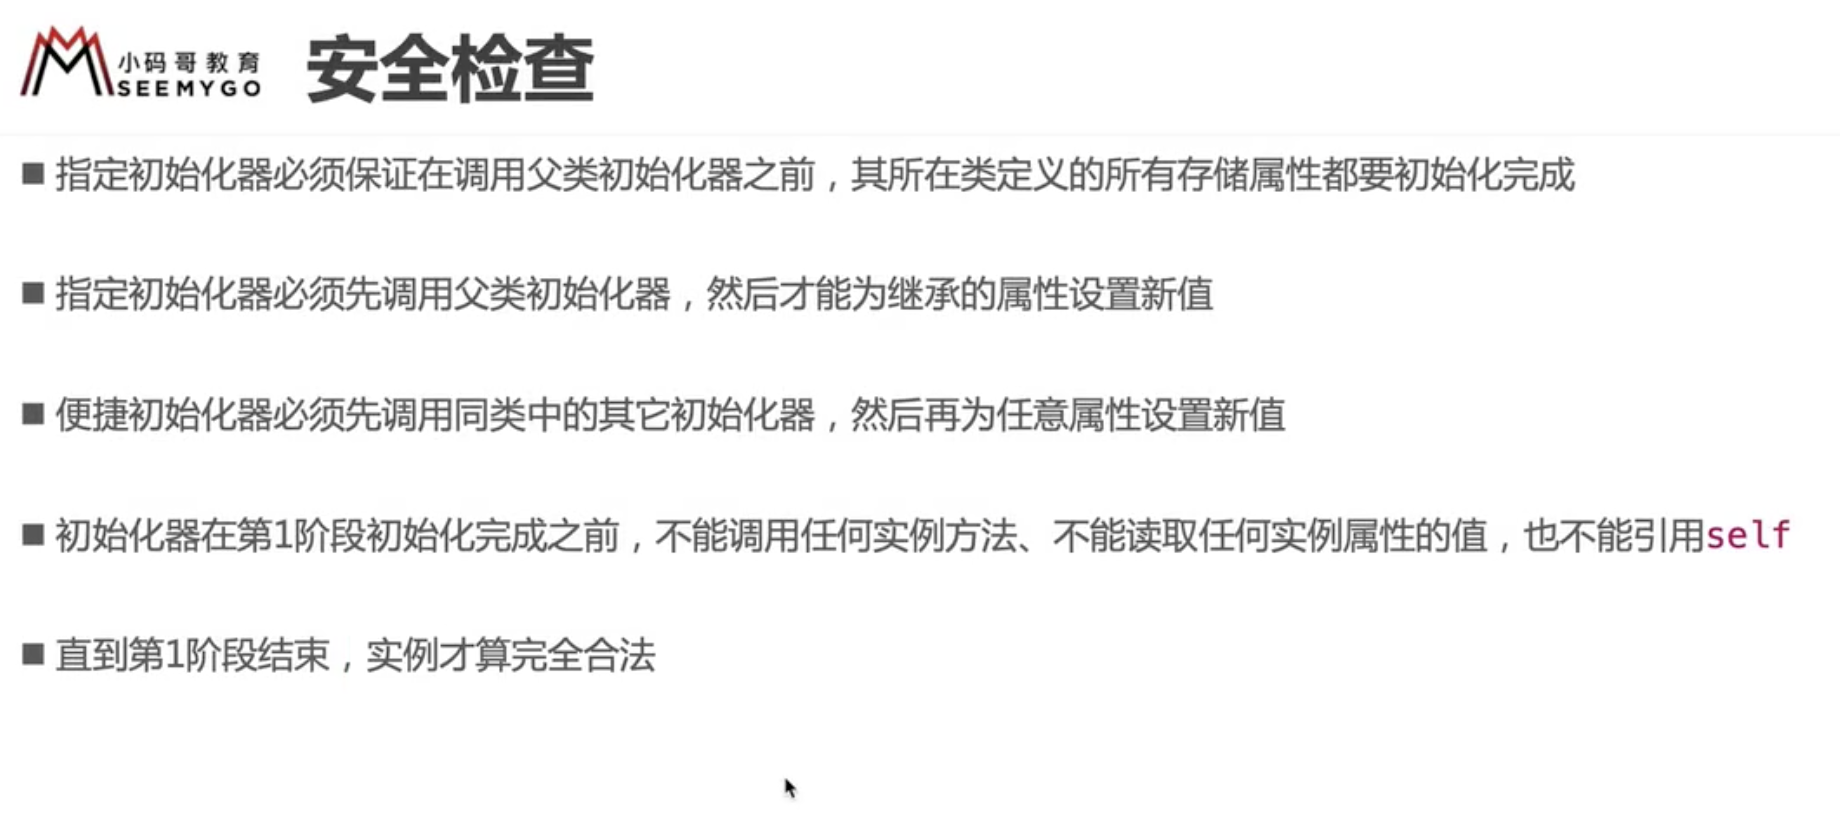 小码哥教育
SEEMYGO
安全检查
■ 指定初始化器必须保证在调用父类初始化器之前，其所在类定义的所有存储属性都要初始化完成
■ 指定初始化器必须先调用父类初始化器，然后才能为继承的属性设置新值
■ 便捷初始化器必须先调用同类中的其它初始化器，然后再为任意属性设置新值
■ 初始化器在第1阶段初始化完成之前，不能调用任何实例方法、不能读取任何实例属性的值，也不能引用self
■ 直到第1阶段结束，实例才算完全合法